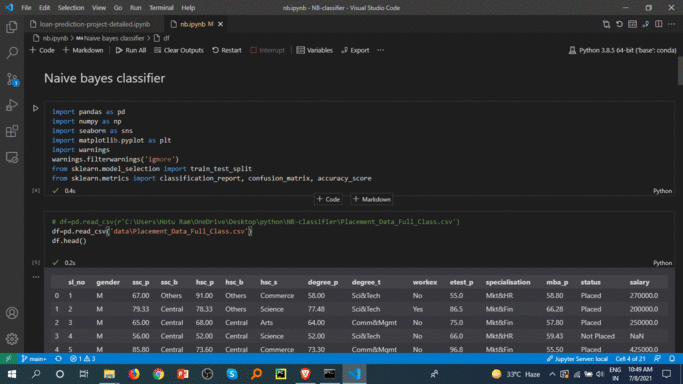 File Edit Selection View Go Run Terminal Help
nb.ipynb - NB-classifier - Visual Studio Code
loan-prediction-project-detailed.ipynb
nb.ipynb M
nb.ipynb > Naive bayes classifier > df
+ Code + Markdown Run All Clear Outputs Restart Interrupt Variables Export ...
Python 3.8.5 64-bit ('base': conda)
Naive bayes classifier
import pandas as pd
import numpy as np
import seaborn as sns
import matplotlib.pyplot as plt
import warnings
warnings.filterwarnings('igmore')
from sklearn.model_selection import train_test_split
from sklearn.metrics import classification_report, confusion_matrix, accuracy_score
[4] 0.4s Python
+ Code + Markdown
# df=pd.read_csv(r'C:\Users\Hotu Ram\OneDrive\Desktop\python\NB-classifier\Placement_Data_Full_Class.csv')
df=pd.read_csv('data\Placement_Data_Full_Class.csv')
df.head()
[5] 0.2s Python
sl_no gender ssc_p ssc_b hsc_p hsc_b hsc_s degree_p degree_t workex etest_p specialisation mba_p status salary
0 1 M 67.00 Others 91.00 Others Commerce 58.00 Sci&Tech No 55.0 Mkt&HR 58.80 Placed 270000.0
1 2 M 79.33 Central 78.33 Others Science 77.48 Sci&Tech Yes 86.5 Mkt&Fin 66.28 Placed 200000.0
2 3 M 65.00 Central 68.00 Central Arts 64.00 Comm&Mgmt No 75.0 Mkt&Fin 57.80 Placed 250000.0
3 4 M 56.00 Central 52.00 Central Science 52.00 Sci&Tech No 66.0 Mkt&HR 59.43 Not Placed NaN
4 5 M 85.80 Central 73.60 Central Commerce 73.30 Comm&Mgmt No 96.8 Mkt&Fin 55.50 Placed 425000.0
main+ 1 3 Jupyter Server: local Cell 4 of 21
33°C Haze ENG IN 10:49 AM 7/8/2021